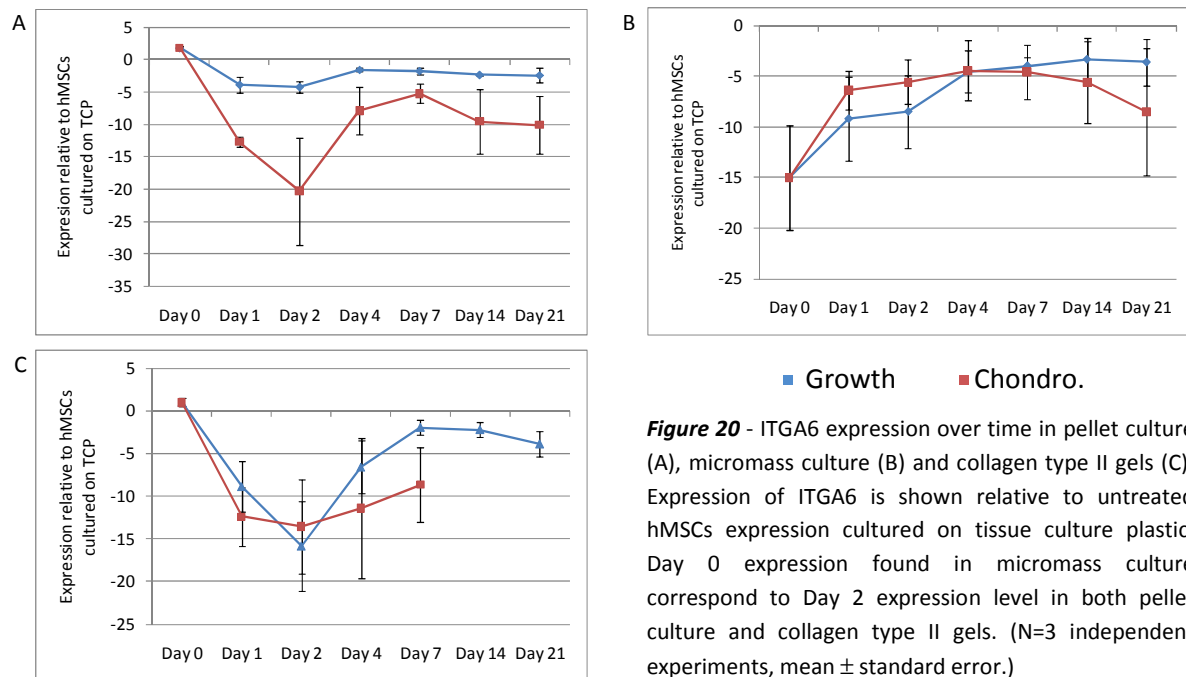 A
Expresion relative to hMSCs
cultured on TCP
5
0
-5
-10
-15
-20
-25
-30
-35
Day 0 Day 1 Day 2 Day 4 Day 7 Day 14 Day 21
B
Expression relative to hMSCs
cultured on TCP
-0
-5
-10
-15
-20
-25
Day 0 Day 1 Day 2 Day 4 Day 7 Day 14 Day 21
C
Expression relative to hMSCs
cultured on TCP
5
0
-5
-10
-15
-20
-25
Day 0 Day 1 Day 2 Day 4 Day 7 Day 14 Day 21
Growth Chondro.
Figure 20 - ITGA6 expression over time in pellet culture
(A), micromass culture (B) and collagen type II gels (C)
Expression of ITGA6 is shown relative to untreated
hMSCs expression cultured on tissue culture plastic
Day 0 expression found in micromass culture
correspond to Day 2 expression level in both pelle
culture and collagen type II gels. (N=3 independen
experiments, mean ± standard error.)